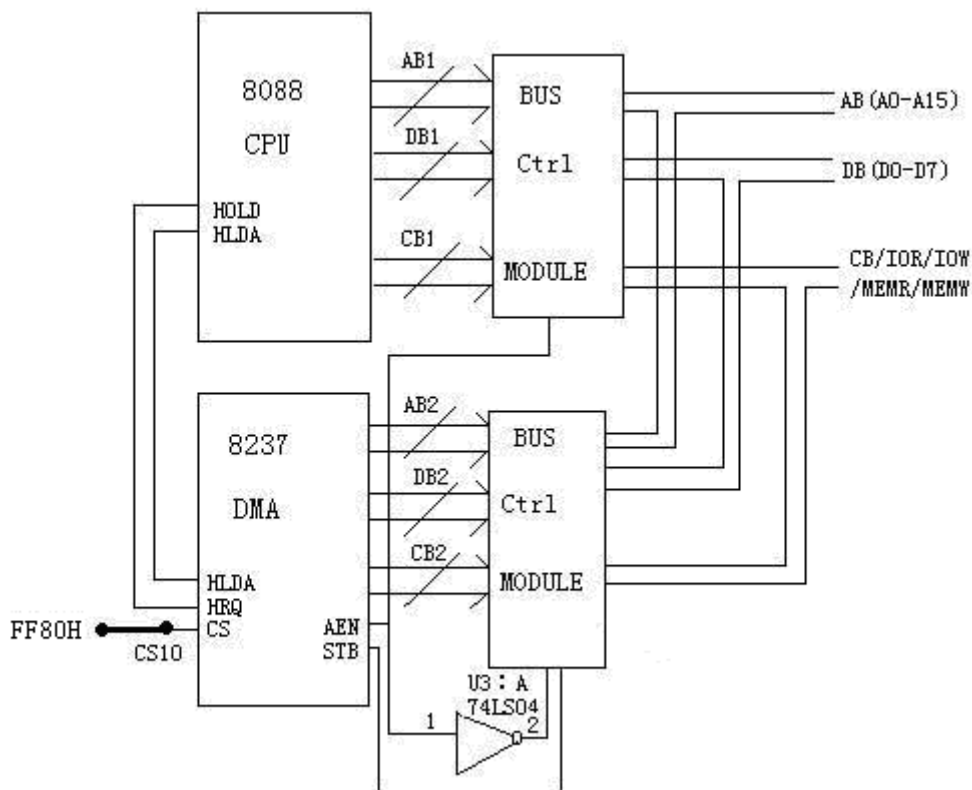 8088
CPU
HOLD
HLDA
AB1
DB1
CB1
BUS
Ctrl
MODULE
AB(A0-A15)
DB(D0-D7)
CB/IOR/IOW
/MEMR/MEMW
8237
DMA
HLDA
HRQ
CS
FF80H
CS10
AEN
STB
AB2
DB2
CB2
BUS
Ctrl
MODULE
U3:A
74LS04
1
2